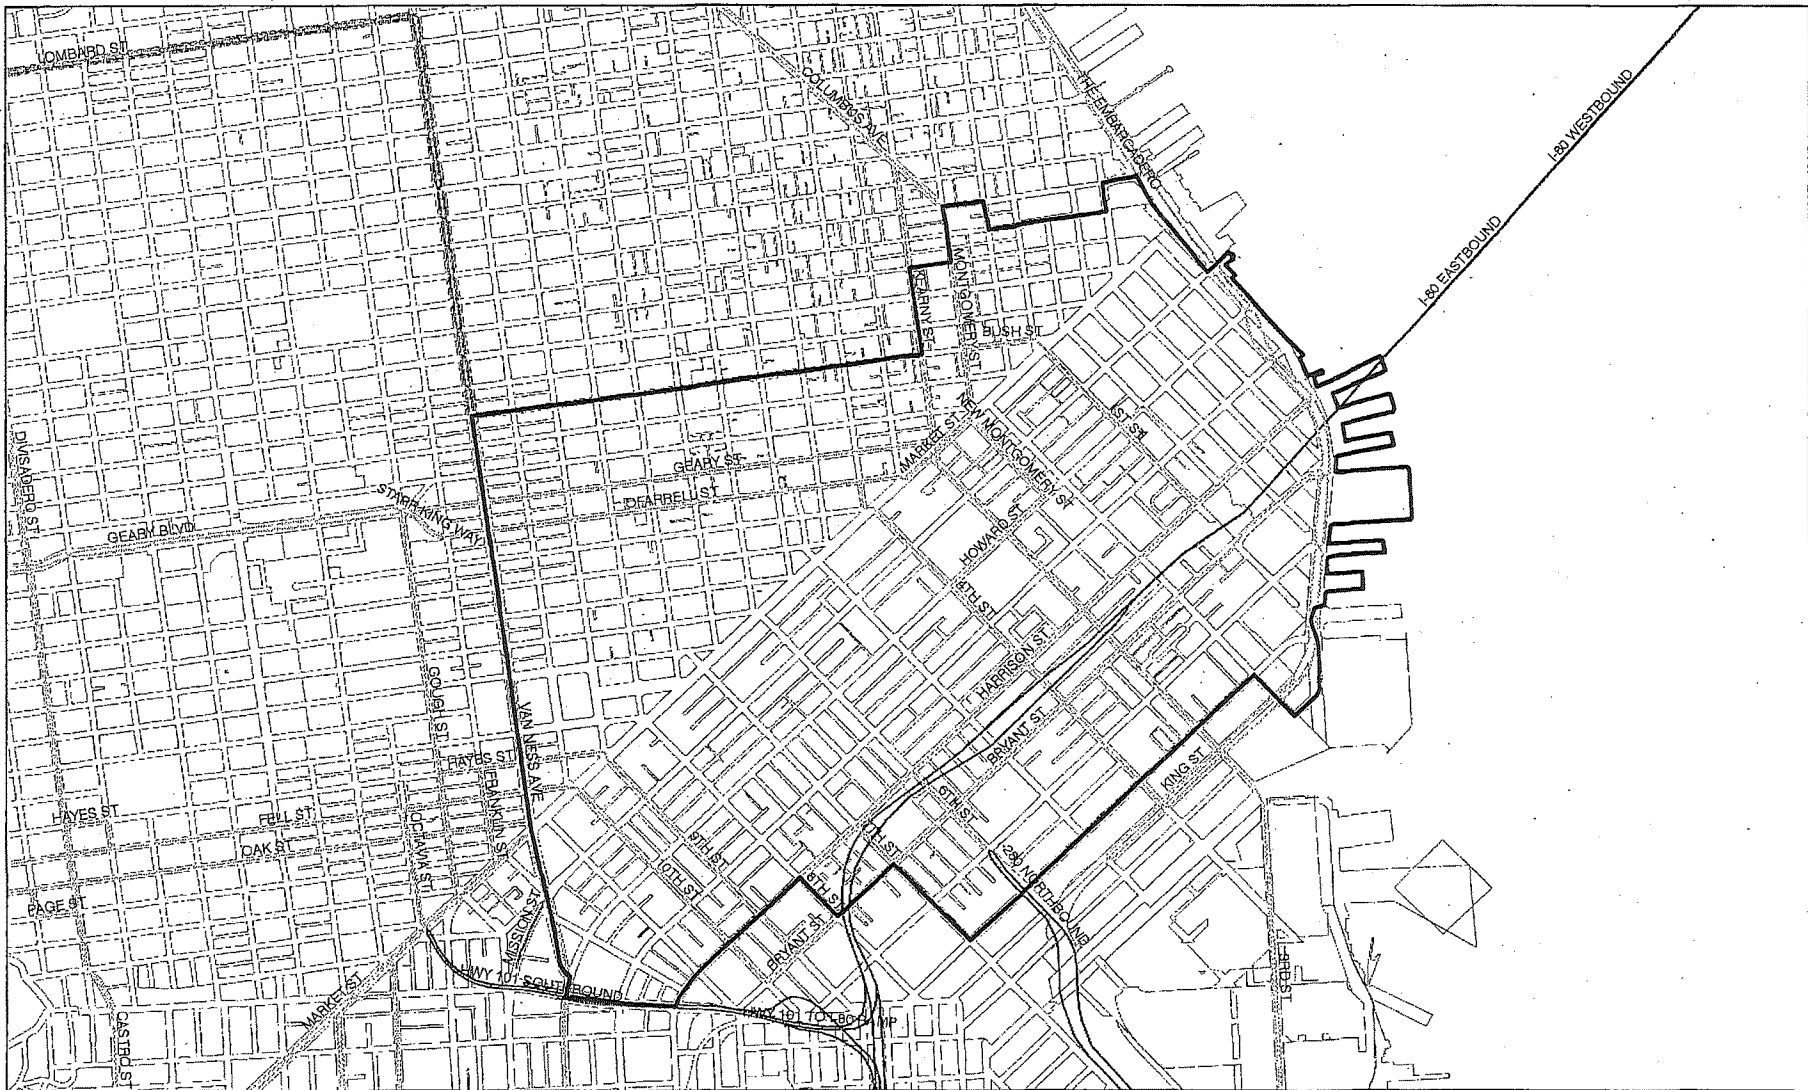 LOMBARD ST
COLUMBUS AVE
THE EMBARCADERO
I-80 WESTBOUND
I-80 EASTBOUND
KEARNY ST
MONTGOMERY ST
BUSH ST
NEW MONTGOMERY ST
1ST ST
MARKET ST
GEARY ST
OFARRELL ST
STARR KING WAY
GEARY BLVD
DIVISADERO ST
HOWARD ST
4TH ST
HARRISON ST
BRYANT ST
GOUGH ST
VAN NESS AVE
HAYES ST
FRANKLIN ST
HAYES ST
FELL ST
OAK ST
OCTAVIA ST
PAGE ST
KING ST
6TH ST
7TH ST
8TH S
9TH ST
10TH ST
-280 NORTHBOUND
BRYANT ST
MISSION ST
HWY 101 SOUTHBOUND
HWY 101 TO I-80 RAMP
MARKET ST
CASTRO ST
3RD ST